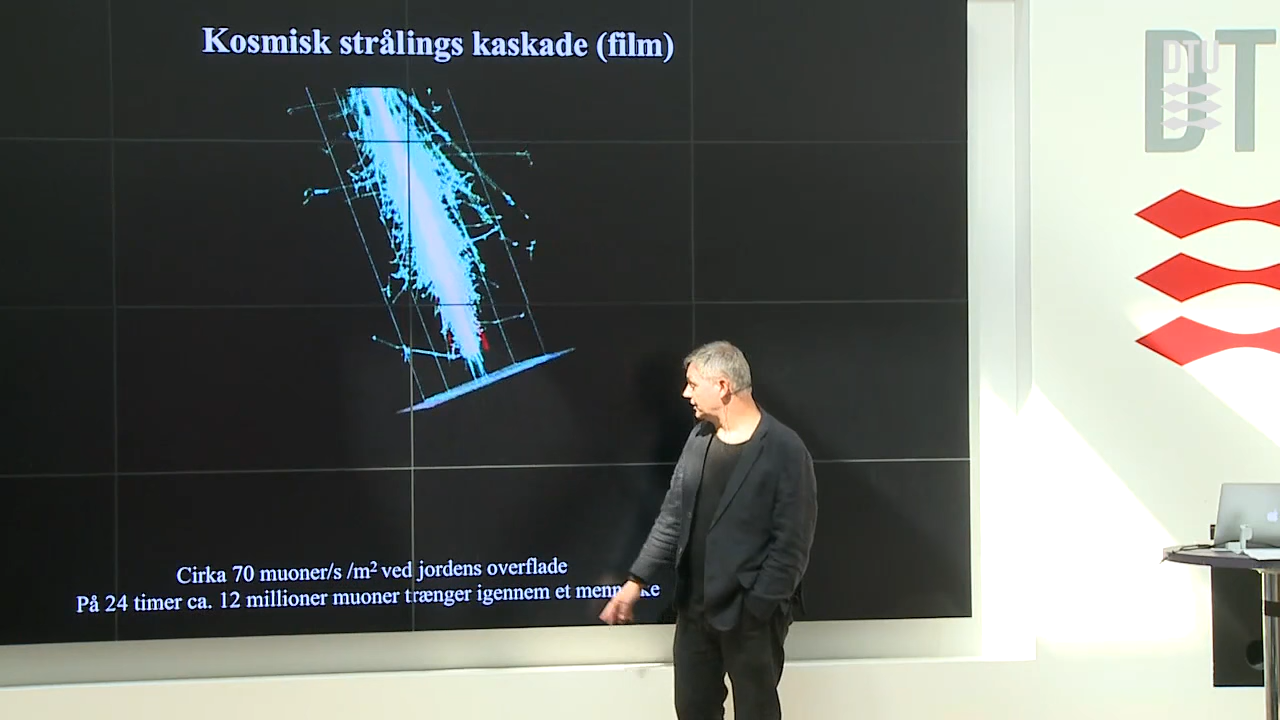 Kosmisk strålings kaskade (film)
DTU
DT
Cirka 70 muoner/s /m² ved jordens overflade
På 24 timer ca. 12 millioner muoner trænger igennem et